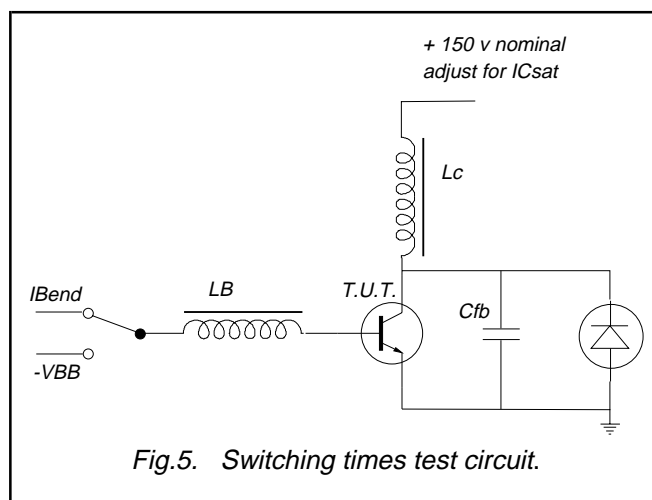 + 150 v nominal
adjust for ICsat
Lc
IBend
LB
T.U.T.
Cfb
-VBB
Fig.5. Switching times test circuit.